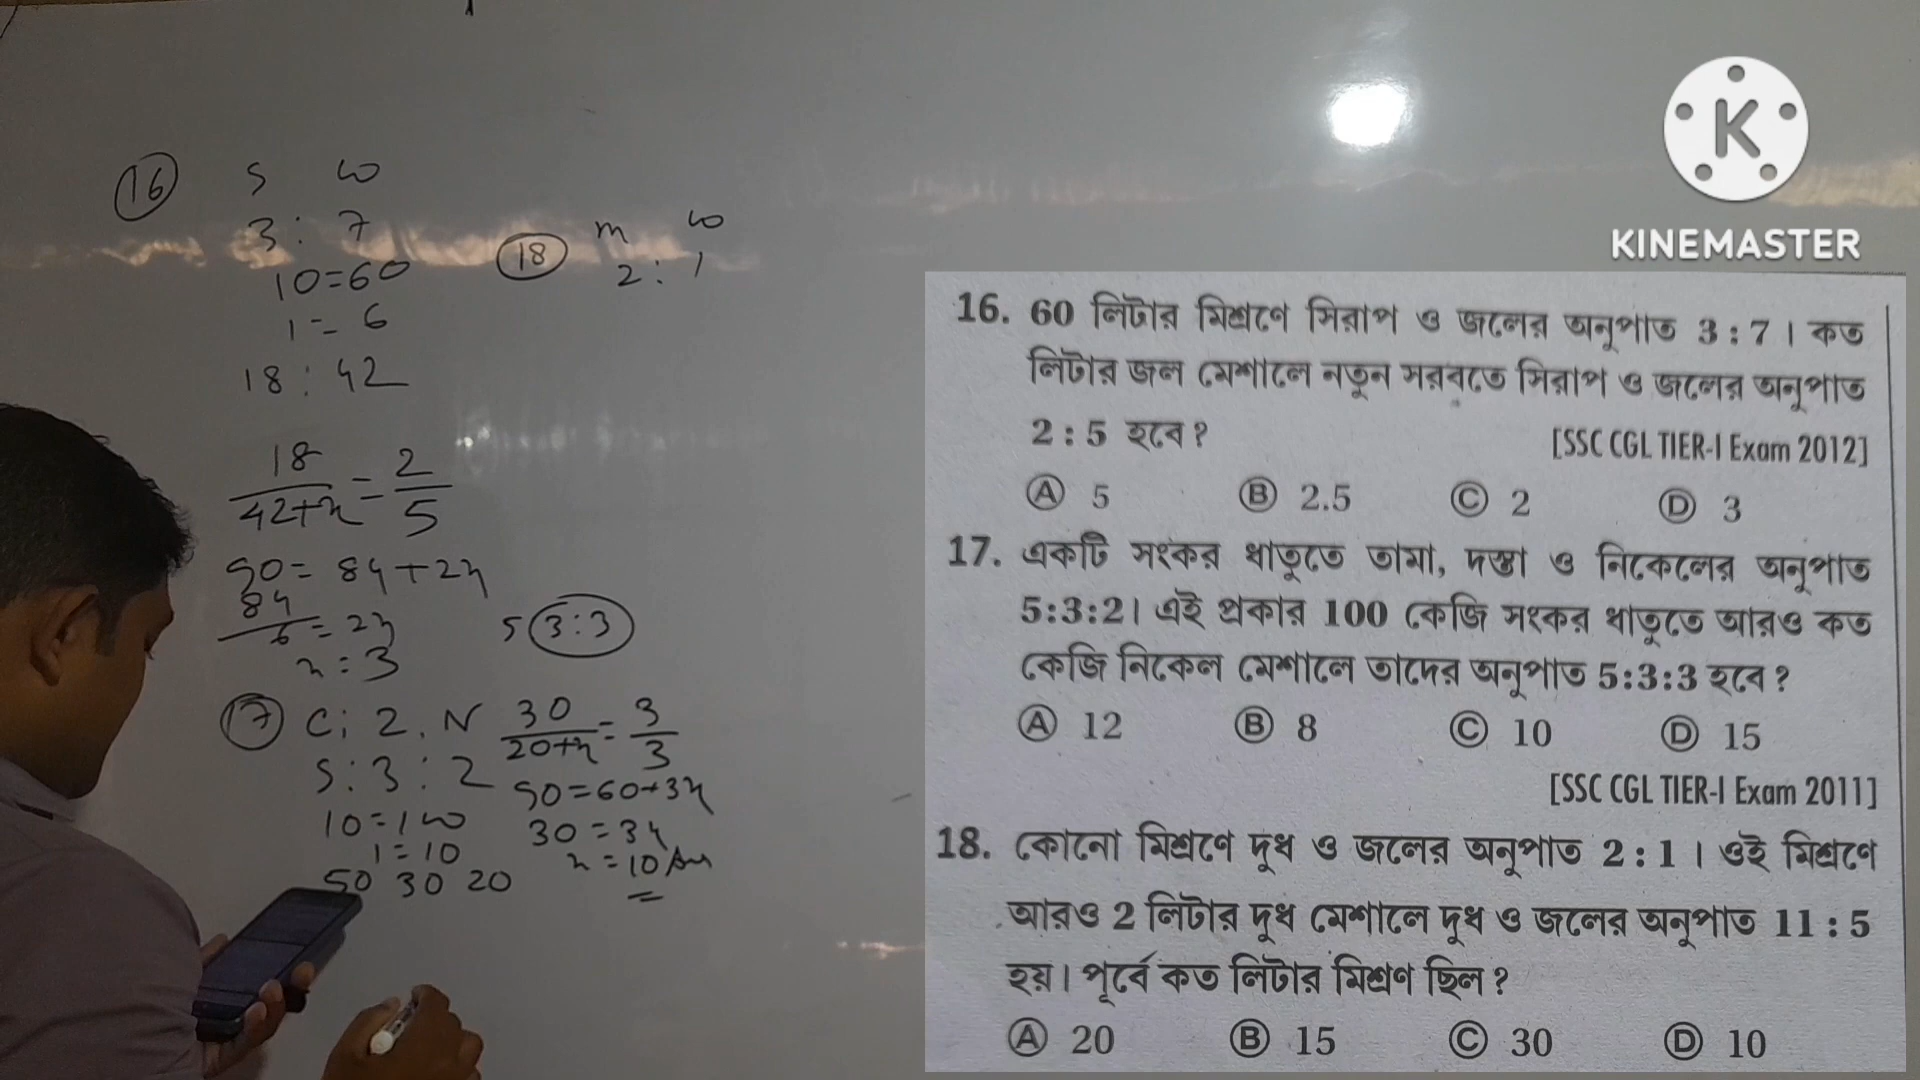 16 S W
3 : 7
10=60
1 = 6
18 : 42
18/42+x = 2/5
90 = 84+2x
84
6 = 2x
x = 3
17 C ; Z , N
5 : 3 : 2
10=100
1=10
50 30 20
5 3:3
30/20+x = 3/3
90=60+3x
30=3x
x=10 Ans
18 m W
2 : 1
K
KINEMASTER
16. 60 লিটার মিশ্রণে সিরাপ ও জলের অনুপাত 3 : 7 । কত
লিটার জল মেশালে নতুন সরবতে সিরাপ ও জলের অনুপাত
2 : 5 হবে ? [SSC CGL TIER-I Exam 2012]
Ⓐ 5 Ⓑ 2.5 Ⓒ 2 Ⓓ 3
17. একটি সংকর ধাতুতে তামা, দস্তা ও নিকেলের অনুপাত
5:3:2। এই প্রকার 100 কেজি সংকর ধাতুতে আরও কত
কেজি নিকেল মেশালে তাদের অনুপাত 5:3:3 হবে ?
Ⓐ 12 Ⓑ 8 Ⓒ 10 Ⓓ 15
[SSC CGL TIER-I Exam 2011]
18. কোনো মিশ্রণে দুধ ও জলের অনুপাত 2 : 1 । ওই মিশ্রণে
আরও 2 লিটার দুধ মেশালে দুধ ও জলের অনুপাত 11 : 5
হয়। পূর্বে কত লিটার মিশ্রণ ছিল ?
Ⓐ 20 Ⓑ 15 Ⓒ 30 Ⓓ 10